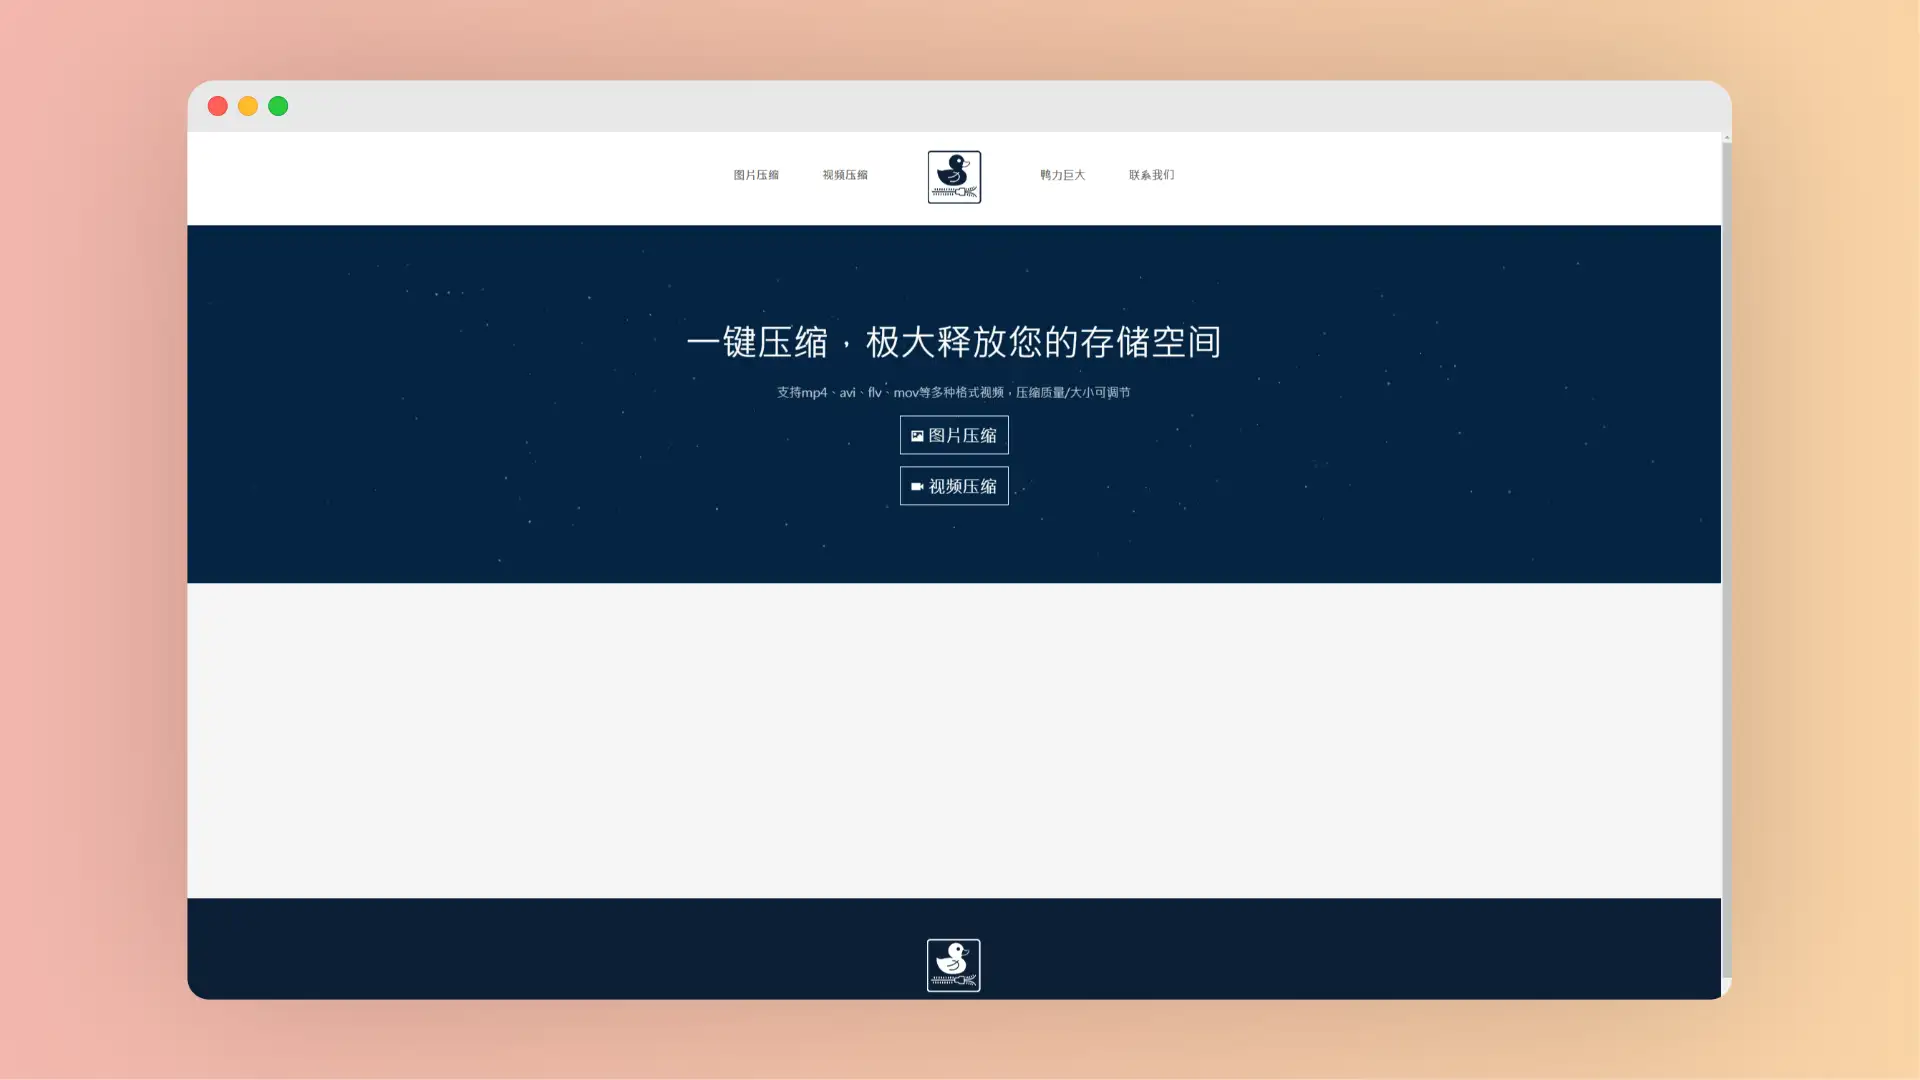 图片压缩
视频压缩
鸭力巨大
联系我们
一键压缩，极大释放您的存储空间
支持mp4、avi、flv、mov等多种格式视频，压缩质量/大小可调节
图片压缩
视频压缩